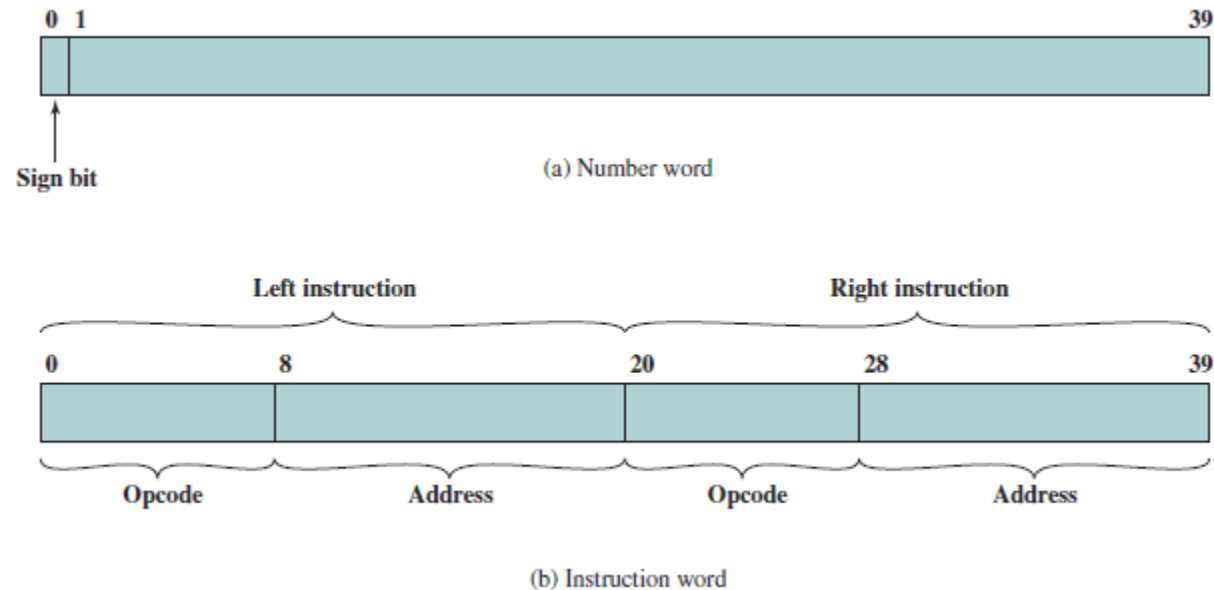 0 1 39
Sign bit
(a) Number word
Left instruction Right instruction
0 8 20 28 39
Opcode Address Opcode Address
(b) Instruction word